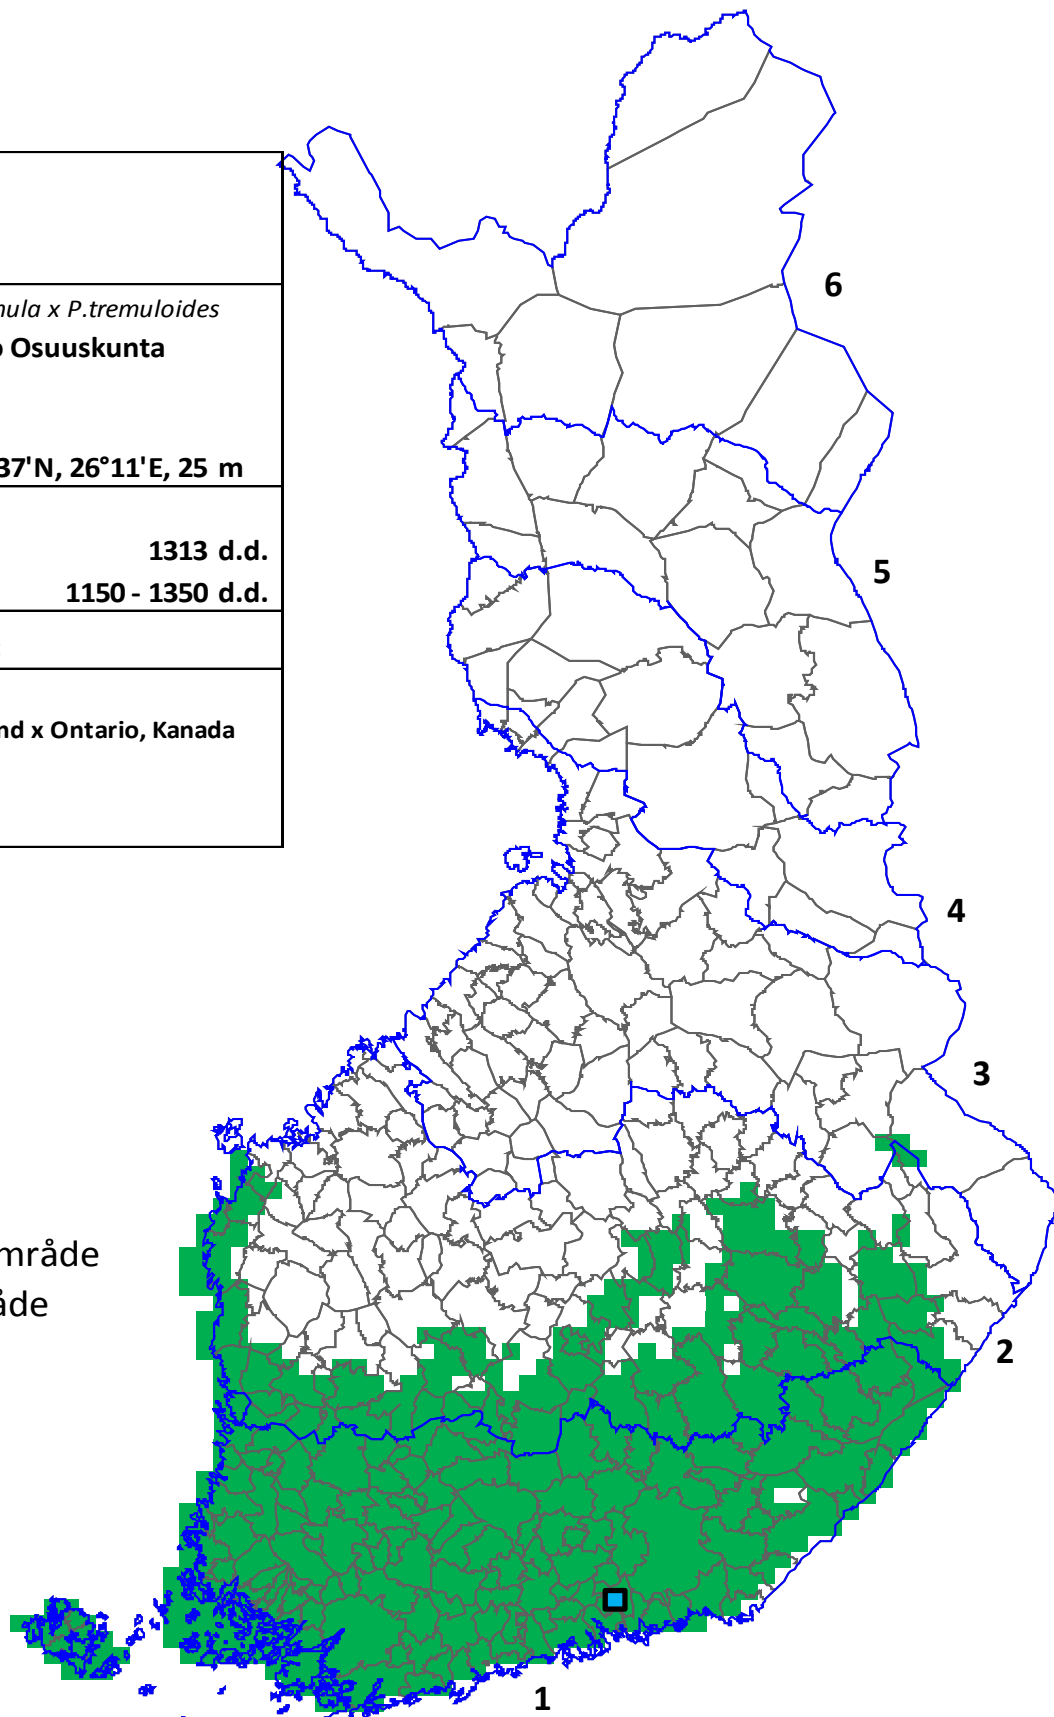 nula x P.tremuloides
o Osuuskunta
37'N, 26°11'E, 25 m
1313 d.d.
1150 - 1350 d.d.
nd x Ontario, Kanada
6
5
4
3
mråde
åde
2
1